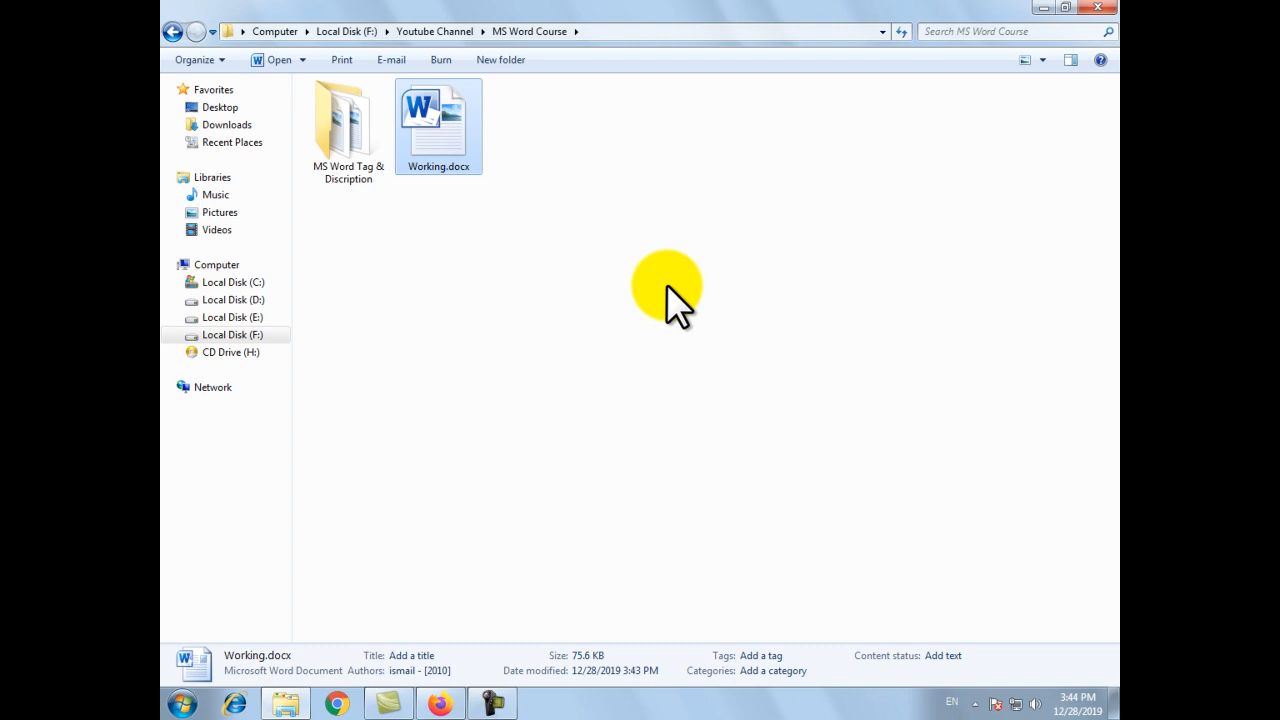 Computer Local Disk (F:) Youtube Channel MS Word Course Search MS Word Course
Organize Open Print E-mail Burn New folder
Favorites
Desktop
Downloads
Recent Places
Libraries
Music
Pictures
Videos
Computer
Local Disk (C:)
Local Disk (D:)
Local Disk (E:)
Local Disk (F:)
CD Drive (H:)
Network
MS Word Tag &
Discription
Working.docx
Working.docx Title: Add a title Size: 75.6 KB Tags: Add a tag Content status: Add text
Microsoft Word Document Authors: ismail - [2010] Date modified: 12/28/2019 3:43 PM Categories: Add a category
EN 3:44 PM
12/28/2019